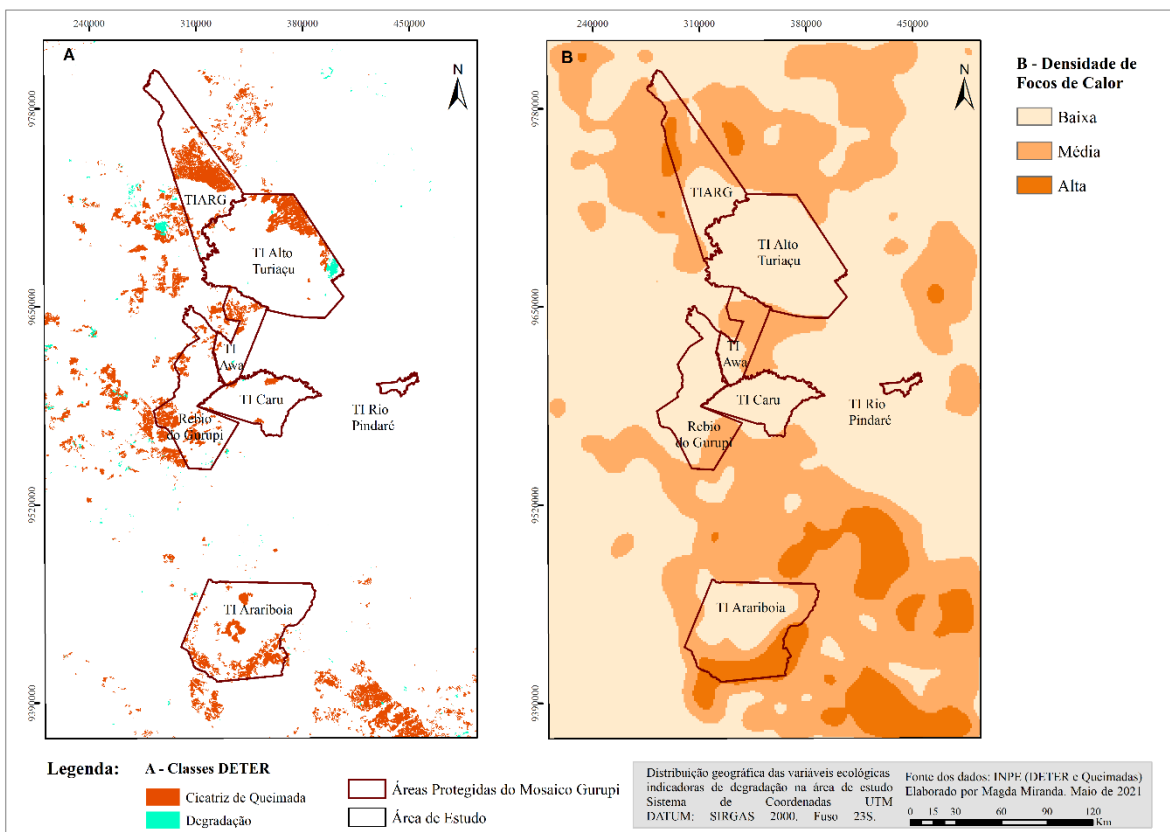 240000 310000 380000 450000
240000 310000 380000 450000
A
N
9780000
9650000
9520000
9390000
TIARG
TI Alto
Turiaçu
TI
Awa
TI Caru
Rebio
do Gurupi
TI Rio
Pindaré
TI Arariboia
B
N
9780000
9650000
9520000
9390000
TIARG
TI Alto
Turiaçu
TI
Awa
TI Caru
Rebio
do Gurupi
TI Rio
Pindaré
TI Arariboia
B - Densidade de
Focos de Calor
Baixa
Média
Alta
Legenda:
A - Classes DETER
Cicatriz de Queimada
Degradação
Áreas Protegidas do Mosaico Gurupi
Área de Estudo
Distribuição geográfica das variáveis ecológicas
indicadoras de degradação na área de estudo
Sistema de Coordenadas UTM
DATUM: SIRGAS 2000, Fuso 23S.
Fonte dos dados: INPE (DETER e Queimadas)
Elaborado por Magda Miranda. Maio de 2021
0 15 30 60 90 120
Km